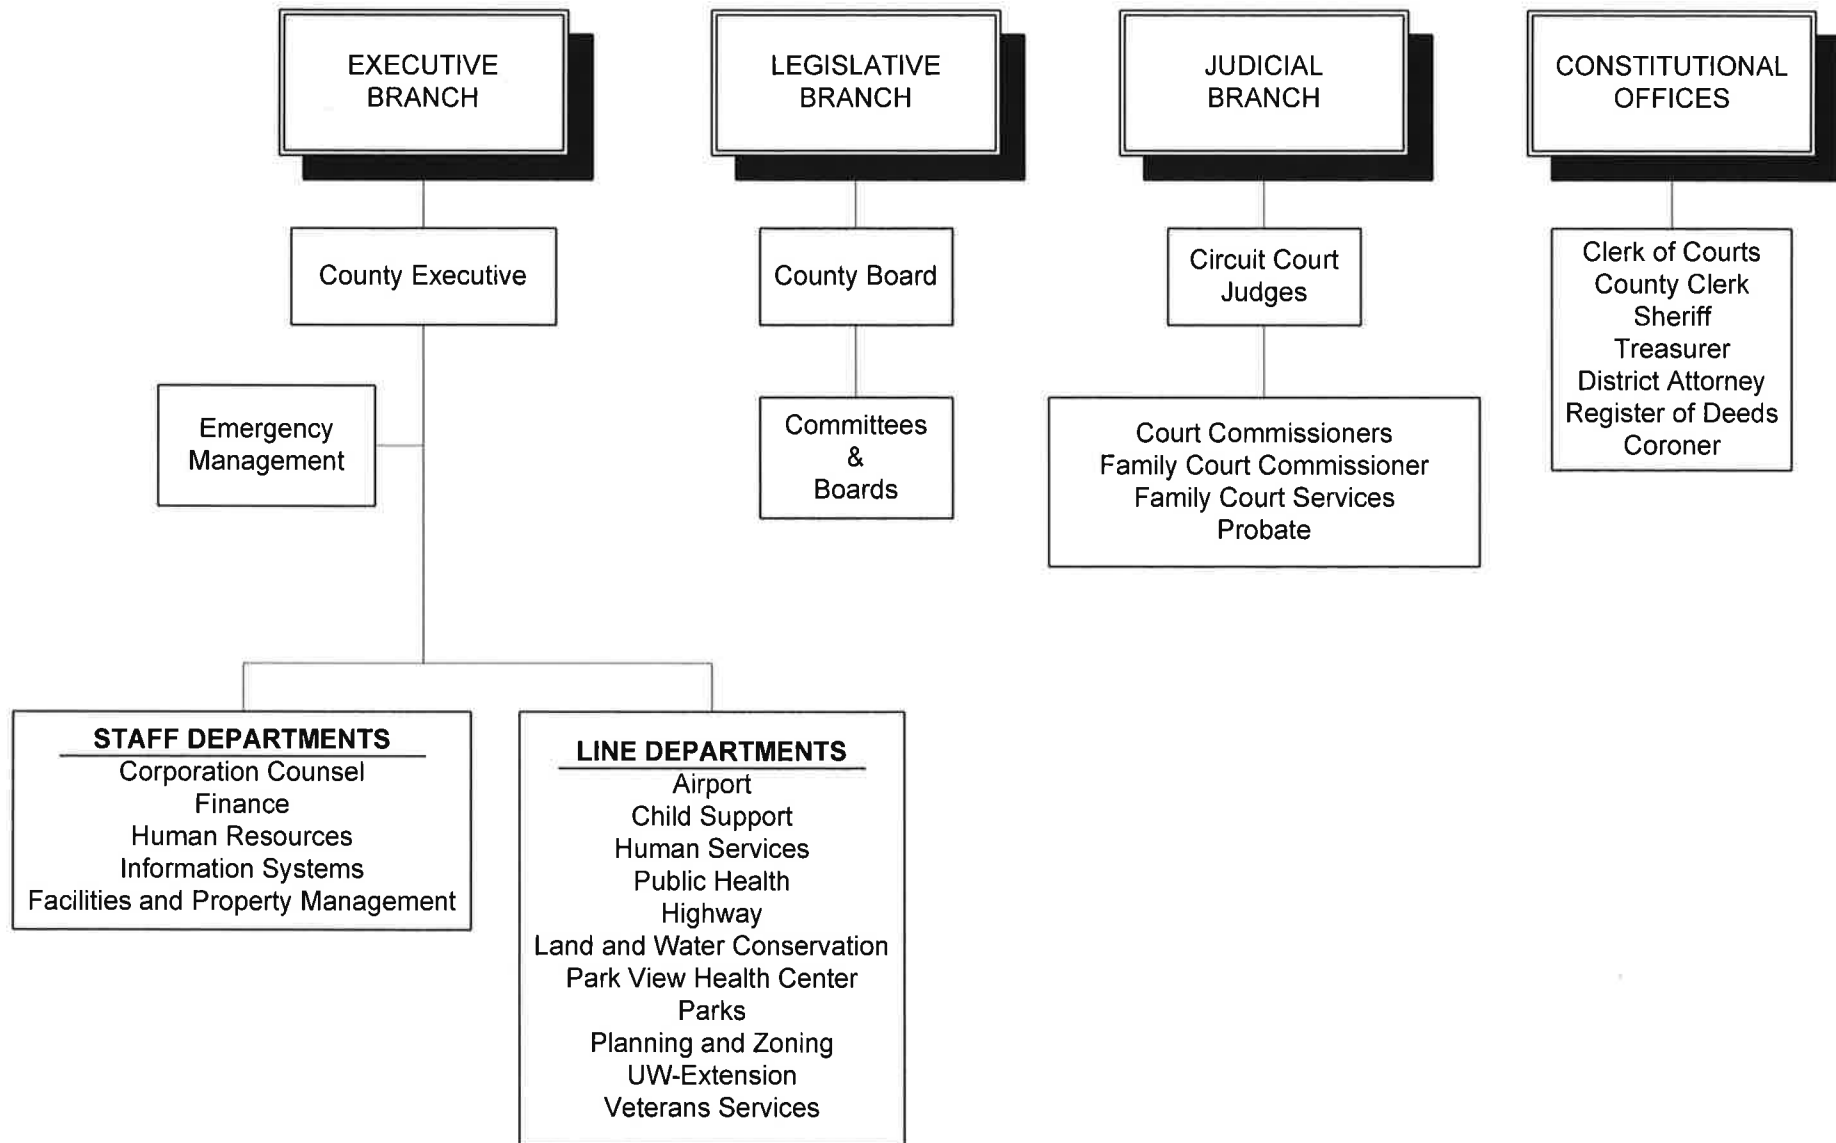 EXECUTIVE
BRANCH
LEGISLATIVE
BRANCH
JUDICIAL
BRANCH
CONSTITUTIONAL
OFFICES
County Executive
County Board
Circuit Court
Judges
Clerk of Courts
County Clerk
Sheriff
Treasurer
District Attorney
Register of Deeds
Coroner
Emergency
Management
Committees
&
Boards
Court Commissioners
Family Court Commissioner
Family Court Services
Probate
STAFF DEPARTMENTS
Corporation Counsel
Finance
Human Resources
Information Systems
Facilities and Property Management
LINE DEPARTMENTS
Airport
Child Support
Human Services
Public Health
Highway
Land and Water Conservation
Park View Health Center
Parks
Planning and Zoning
UW-Extension
Veterans Services